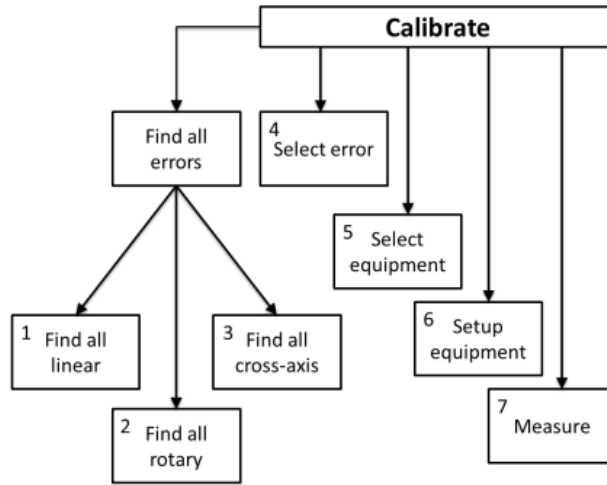 Calibrate
Find all
errors
4
Select error
5
Select
equipment
1
Find all
linear
3
Find all
cross-axis
6
Setup
equipment
2
Find all
rotary
7
Measure